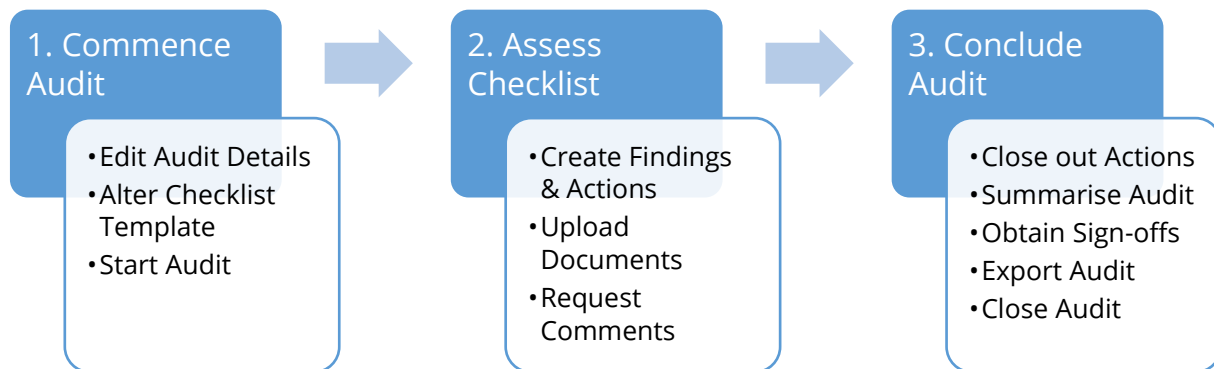 1. Commence
Audit
•Edit Audit Details
•Alter Checklist
Template
•Start Audit
2. Assess
Checklist
•Create Findings
& Actions
•Upload
Documents
•Request
Comments
3. Conclude
Audit
•Close out Actions
•Summarise Audit
•Obtain Sign-offs
•Export Audit
•Close Audit